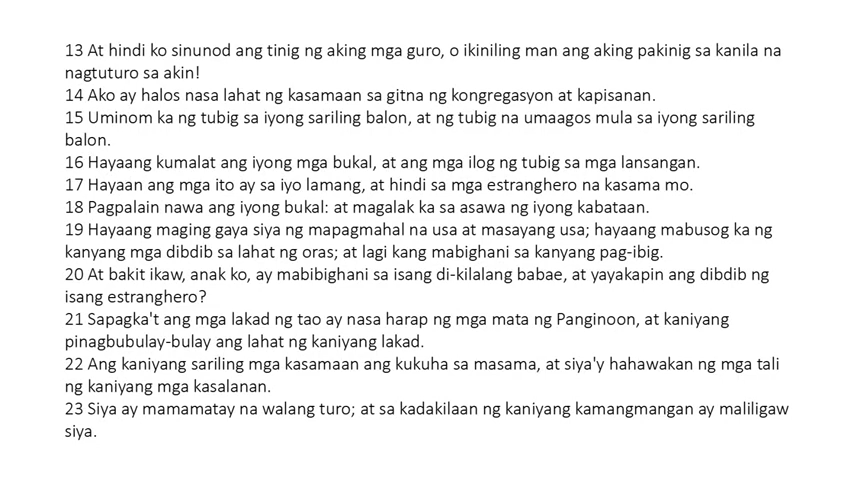 13 At hindi ko sinunod ang tinig ng aking mga guro, o ikiniling man ang aking pakinig sa kanila na
nagtuturo sa akin!
14 Ako ay halos nasa lahat ng kasamaan sa gitna ng kongregasyon at kapisanan.
15 Uminom ka ng tubig sa iyong sariling balon, at ng tubig na umaagos mula sa iyong sariling
balon.
16 Hayaang kumalat ang iyong mga bukal, at ang mga ilog ng tubig sa mga lansangan.
17 Hayaan ang mga ito ay sa iyo lamang, at hindi sa mga estranghero na kasama mo.
18 Pagpalain nawa ang iyong bukal: at magalak ka sa asawa ng iyong kabataan.
19 Hayaang maging gaya siya ng mapagmahal na usa at masayang usa; hayaang mabusog ka ng
kanyang mga dibdib sa lahat ng oras; at lagi kang mabighani sa kanyang pag-ibig.
20 At bakit ikaw, anak ko, ay mabibighani sa isang di-kilalang babae, at yayakapin ang dibdib ng
isang estranghero?
21 Sapagka't ang mga lakad ng tao ay nasa harap ng mga mata ng Panginoon, at kaniyang
pinagbubulay-bulay ang lahat ng kaniyang lakad.
22 Ang kaniyang sariling mga kasamaan ang kukuha sa masama, at siya'y hahawakan ng mga tali
ng kaniyang mga kasalanan.
23 Siya ay mamamatay na walang turo; at sa kadakilaan ng kaniyang kamangmangan ay maliligaw
siya.